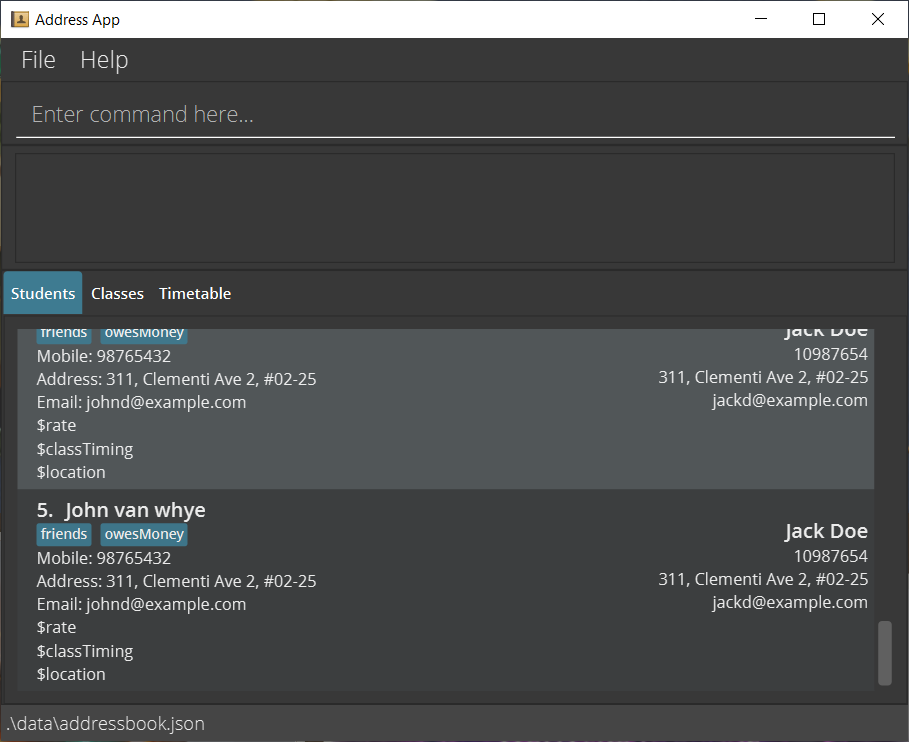 Address App
File Help
Enter command here...
Students Classes Timetable
friends owesMoney
Jack Doe
Mobile: 98765432
10987654
Address: 311, Clementi Ave 2, #02-25
311, Clementi Ave 2, #02-25
Email: johnd@example.com
jackd@example.com
$rate
$classTiming
$location
5. John van whye
friends owesMoney
Jack Doe
Mobile: 98765432
10987654
Address: 311, Clementi Ave 2, #02-25
311, Clementi Ave 2, #02-25
Email: johnd@example.com
jackd@example.com
$rate
$classTiming
$location
.\data\addressbook.json